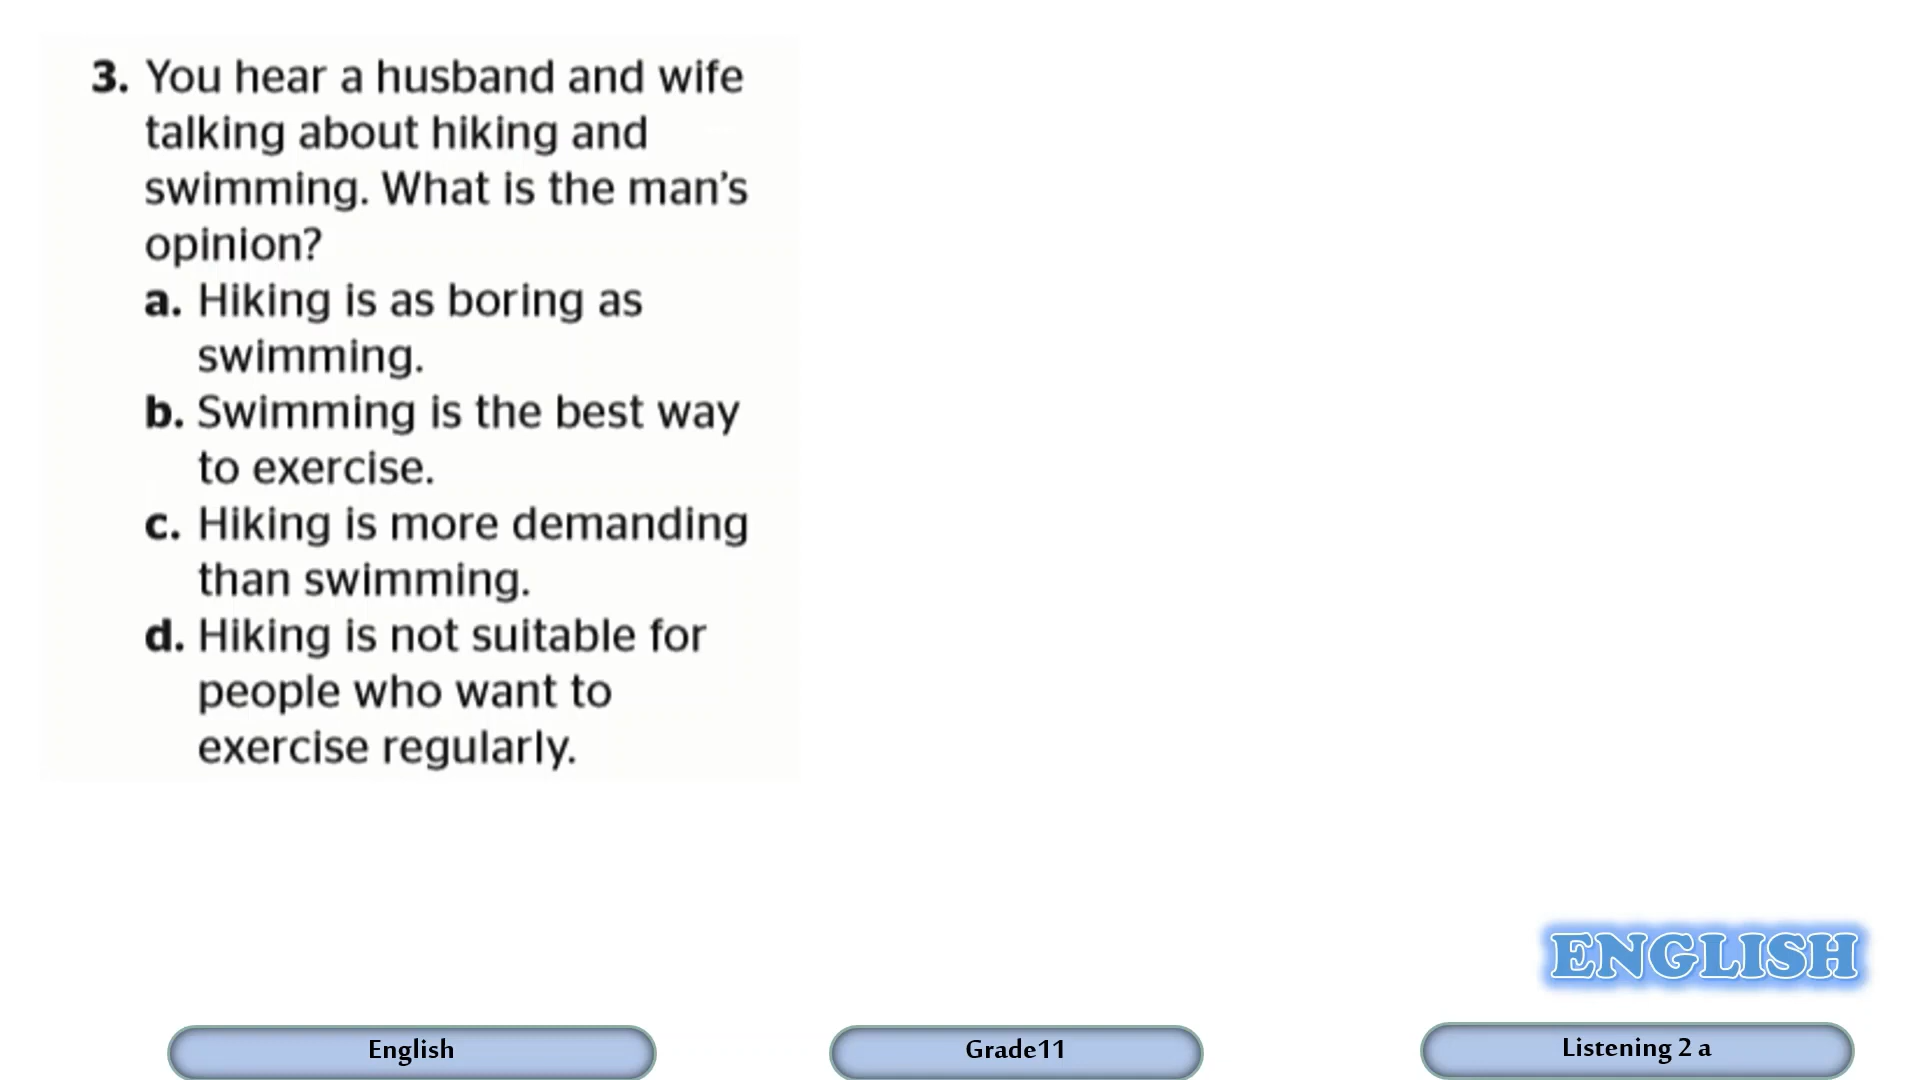 3. You hear a husband and wife
talking about hiking and
swimming. What is the man's
opinion?
a. Hiking is as boring as
swimming.
b. Swimming is the best way
to exercise.
c. Hiking is more demanding
than swimming.
d. Hiking is not suitable for
people who want to
exercise regularly.
ENGLISH
English
Grade11
Listening 2 a